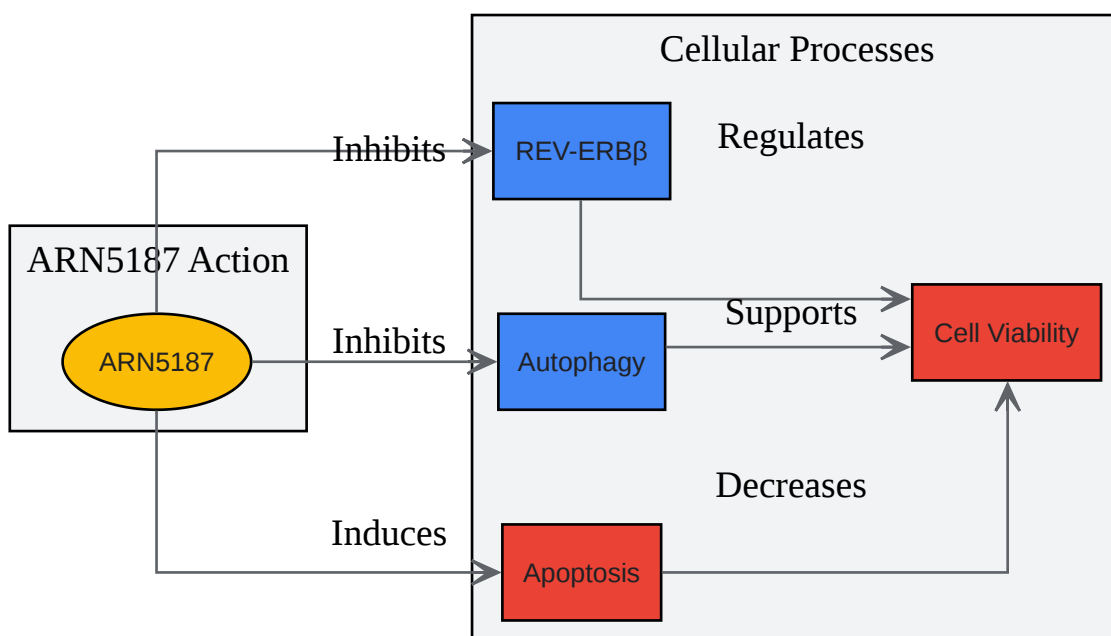 Cellular Processes
Regulates
Inhibits
REV-ERBβ
ARN5187 Action
Supports
Cell Viability
ARN5187
Inhibits
Autophagy
Decreases
Induces
Apoptosis